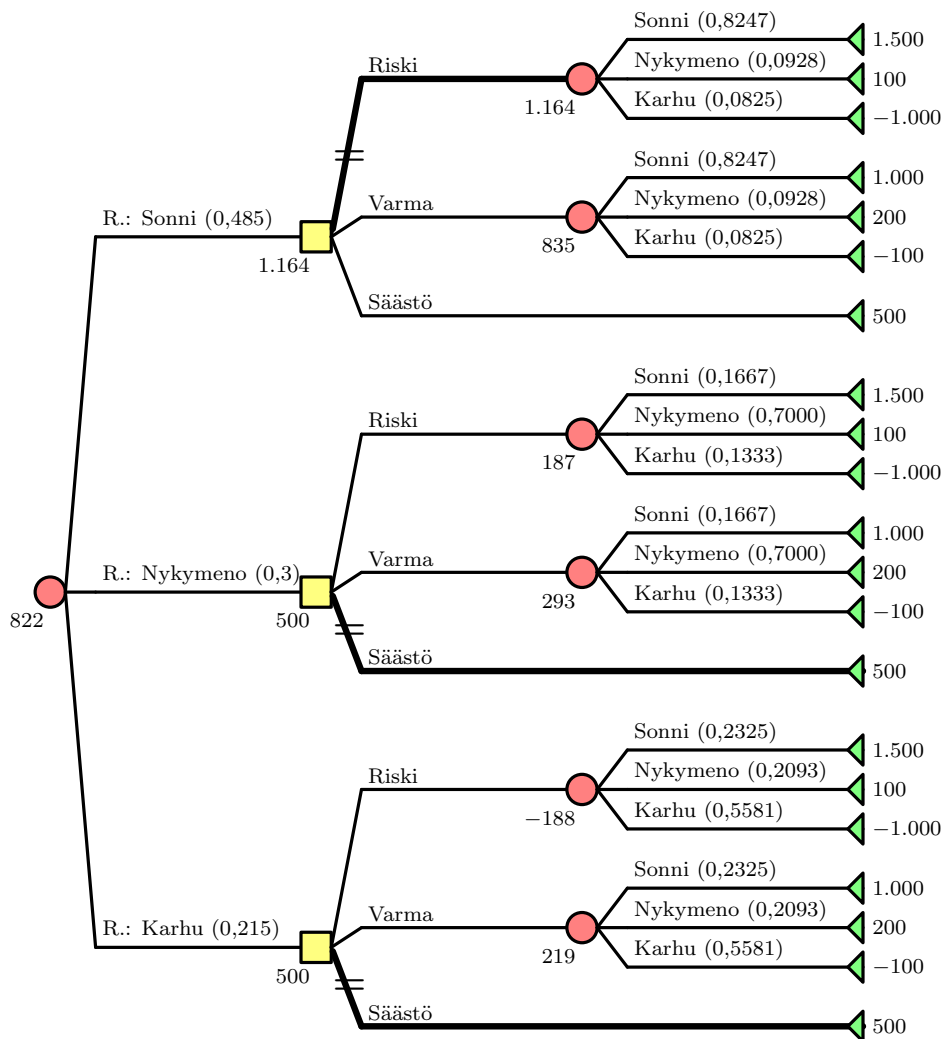 Sonni (0,8247)
1.500
Nykymeno (0,0928)
Riski
100
Karhu (0,0825)
1.164
−1.000
Sonni (0,8247)
1.000
Nykymeno (0,0928)
Varma
200
R.: Sonni (0,485)
Karhu (0,0825)
835
−100
1.164
Säästö
500
Sonni (0,1667)
1.500
Nykymeno (0,7000)
Riski
100
Karhu (0,1333)
187
−1.000
Sonni (0,1667)
1.000
Nykymeno (0,7000)
Varma
200
R.: Nykymeno (0,3)
Karhu (0,1333)
822
500
293
−100
Säästö
500
Sonni (0,2325)
1.500
Nykymeno (0,2093)
Riski
100
Karhu (0,5581)
−188
−1.000
Sonni (0,2325)
1.000
Nykymeno (0,2093)
Varma
200
R.: Karhu (0,215)
Karhu (0,5581)
219
−100
500
Säästö
500